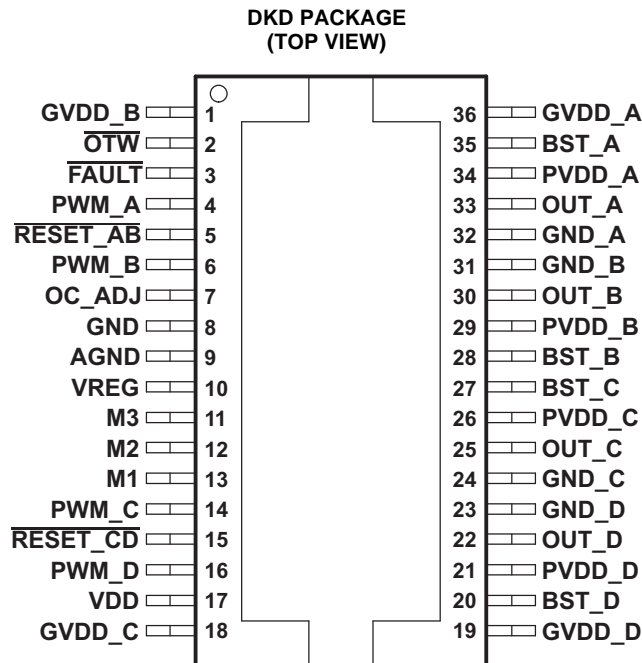 DKD PACKAGE
(TOP VIEW)
GVDD_B 1 36 GVDD_A
OTW 2 35 BST_A
FAULT 3 34 PVDD_A
PWM_A 4 33 OUT_A
RESET_AB 5 32 GND_A
PWM_B 6 31 GND_B
OC_ADJ 7 30 OUT_B
GND 8 29 PVDD_B
AGND 9 28 BST_B
VREG 10 27 BST_C
M3 11 26 PVDD_C
M2 12 25 OUT_C
M1 13 24 GND_C
PWM_C 14 23 GND_D
RESET_CD 15 22 OUT_D
PWM_D 16 21 PVDD_D
VDD 17 20 BST_D
GVDD_C 18 19 GVDD_D